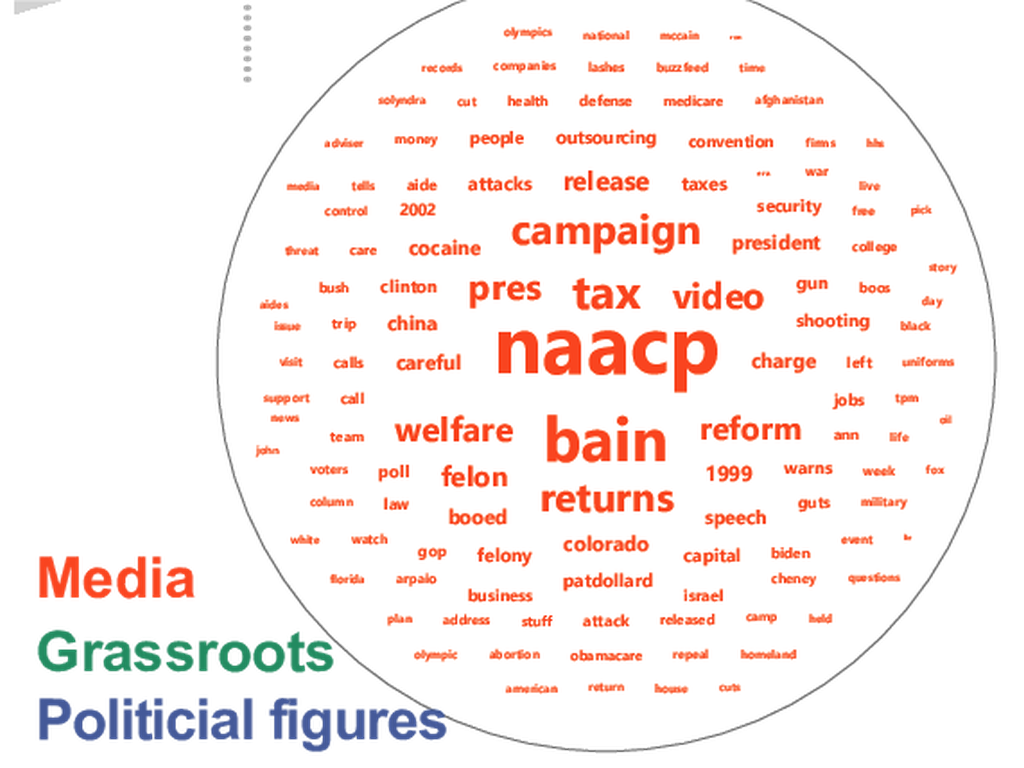 olympics national mccain
records companies lashes buzzfeed time
solyndra cut health defense medicare afghanistan
adviser money people outsourcing convention firms hhs
media tells aide attacks release taxes war live
control 2002 security free pick
campaign
threat care cocaine president college
story
bush clinton pres tax video gun boos
aides day
issue trip china shooting black
naacp
visit calls careful charge left uniforms
support call jobs tpm
news oil
team welfare bain reform ann life
john
voters poll felon 1999 warns week fox
column law returns guts military
booed speech
white watch event
gop felony colorado capital biden
florida arpaio patdollard cheney questions
business israel
plan address stuff attack released camp held
olympic abortion obamacare repeal homeland
american return house cuts
Media
Grassroots
Politicial figures